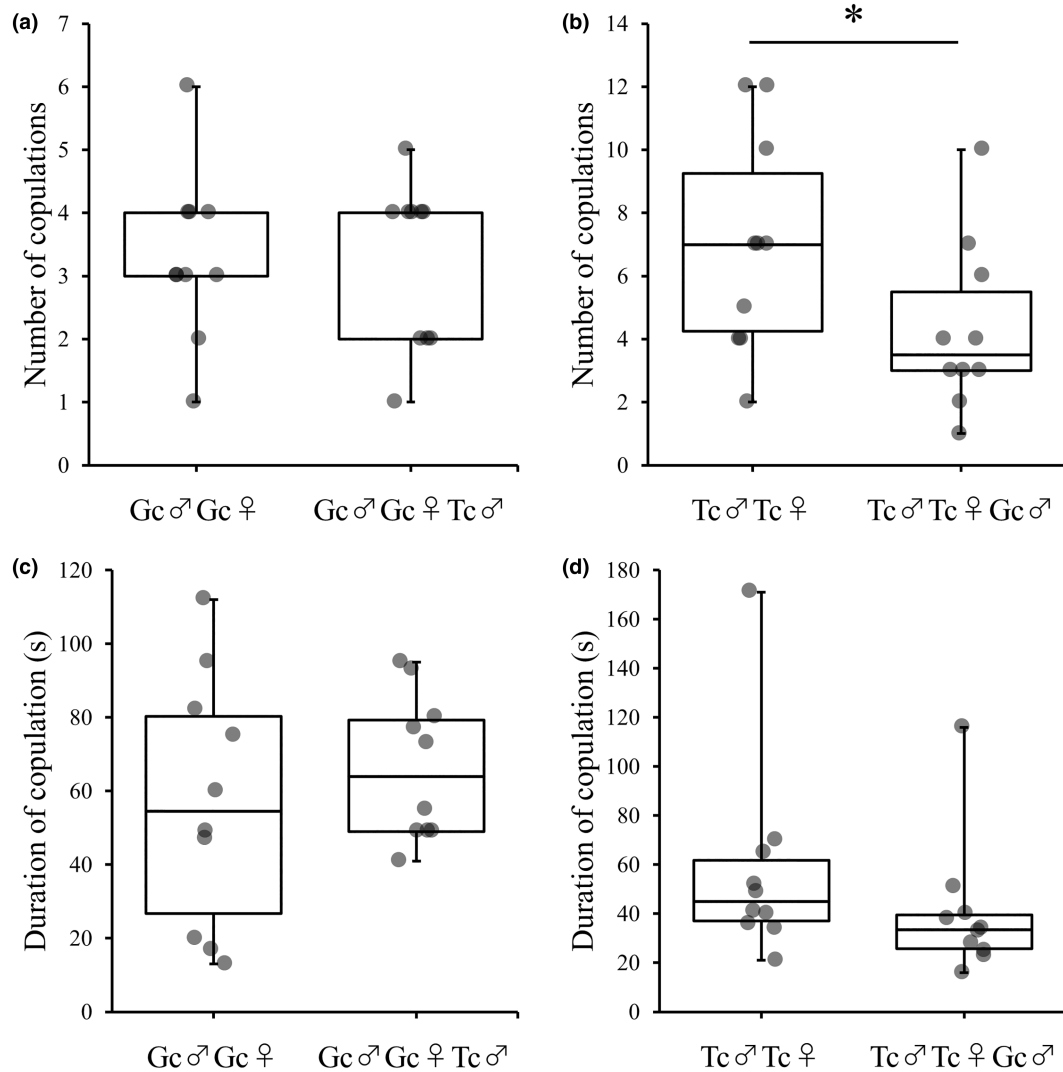 (a)
Number of copulations
7
6
5
4
3
2
1
0
Gc♂Gc♀
Gc♂Gc♀Tc♂
(b)
Number of copulations
14
12
10
8
6
4
2
0
*
Tc♂Tc♀
Tc♂Tc♀Gc♂
(c)
Duration of copulation (s)
120
100
80
60
40
20
0
Gc♂Gc♀
Gc♂Gc♀Tc♂
(d)
Duration of copulation (s)
180
160
140
120
100
80
60
40
20
0
Tc♂Tc♀
Tc♂Tc♀Gc♂